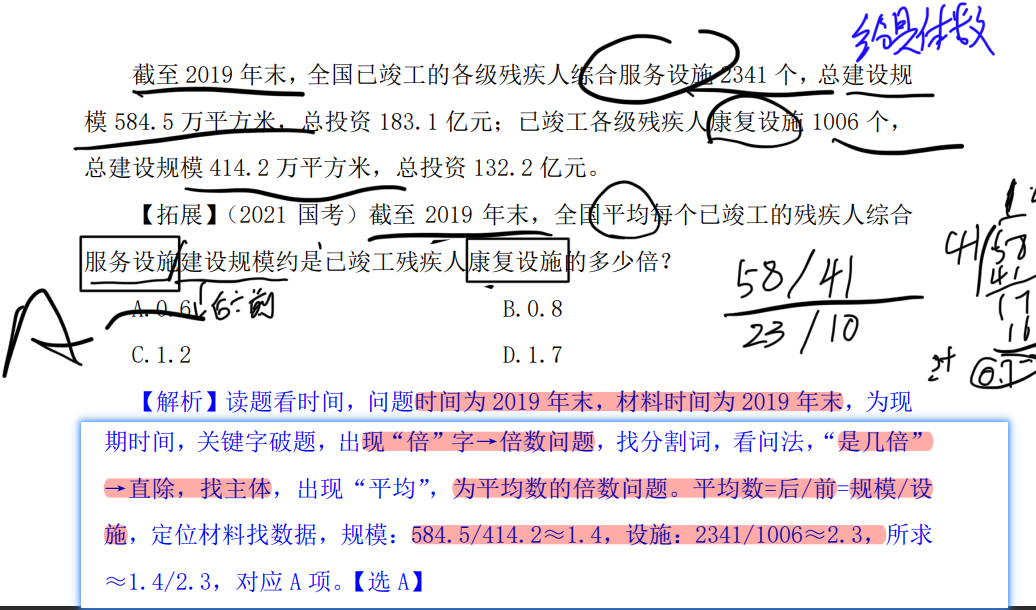 给具体数
截至 2019 年末，全国已竣工的各级残疾人综合服务设施 2341 个，总建设规
模 584.5 万平方米，总投资 183.1 亿元；已竣工各级残疾人康复设施 1006 个，
总建设规模 414.2 万平方米，总投资 132.2 亿元。
【拓展】（2021 国考）截至 2019 年末，全国平均每个已竣工的残疾人综合
服务设施建设规模约是已竣工残疾人康复设施的多少倍？
A.0.6
B.0.8
C.1.2
D.1.7
后÷前
A
58/41
23/10
41
58
41
17
16
【解析】读题看时间，问题时间为 2019 年末，材料时间为 2019 年末，为现
期时间，关键字破题，出现“倍”字→倍数问题，找分割词，看问法，“是几倍”
→直除，找主体，出现“平均”，为平均数的倍数问题。平均数=后/前=规模/设
施，定位材料找数据，规模：584.5/414.2≈1.4，设施：2341/1006≈2.3，所求
≈1.4/2.3，对应 A 项。【选 A】